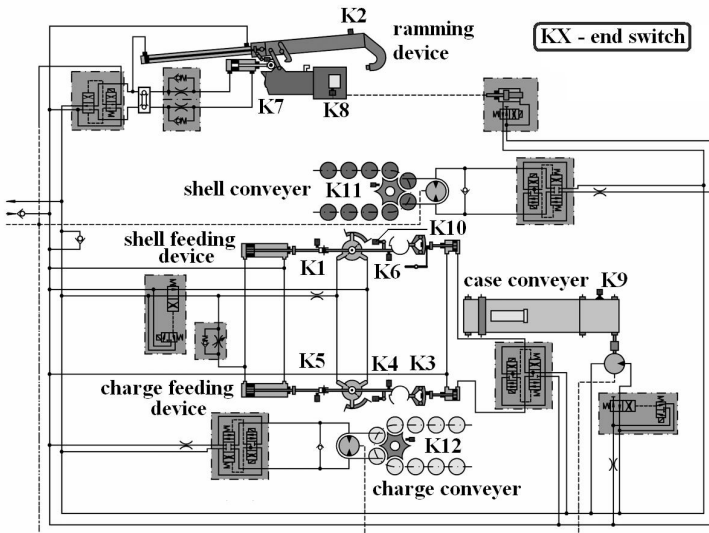 K2
ramming
device
KX - end switch
K7
K8
shell conveyer
K11
K10
shell feeding
device
K1
K6
case conveyer
K9
K5
K4
K3
charge feeding
device
K12
charge conveyer